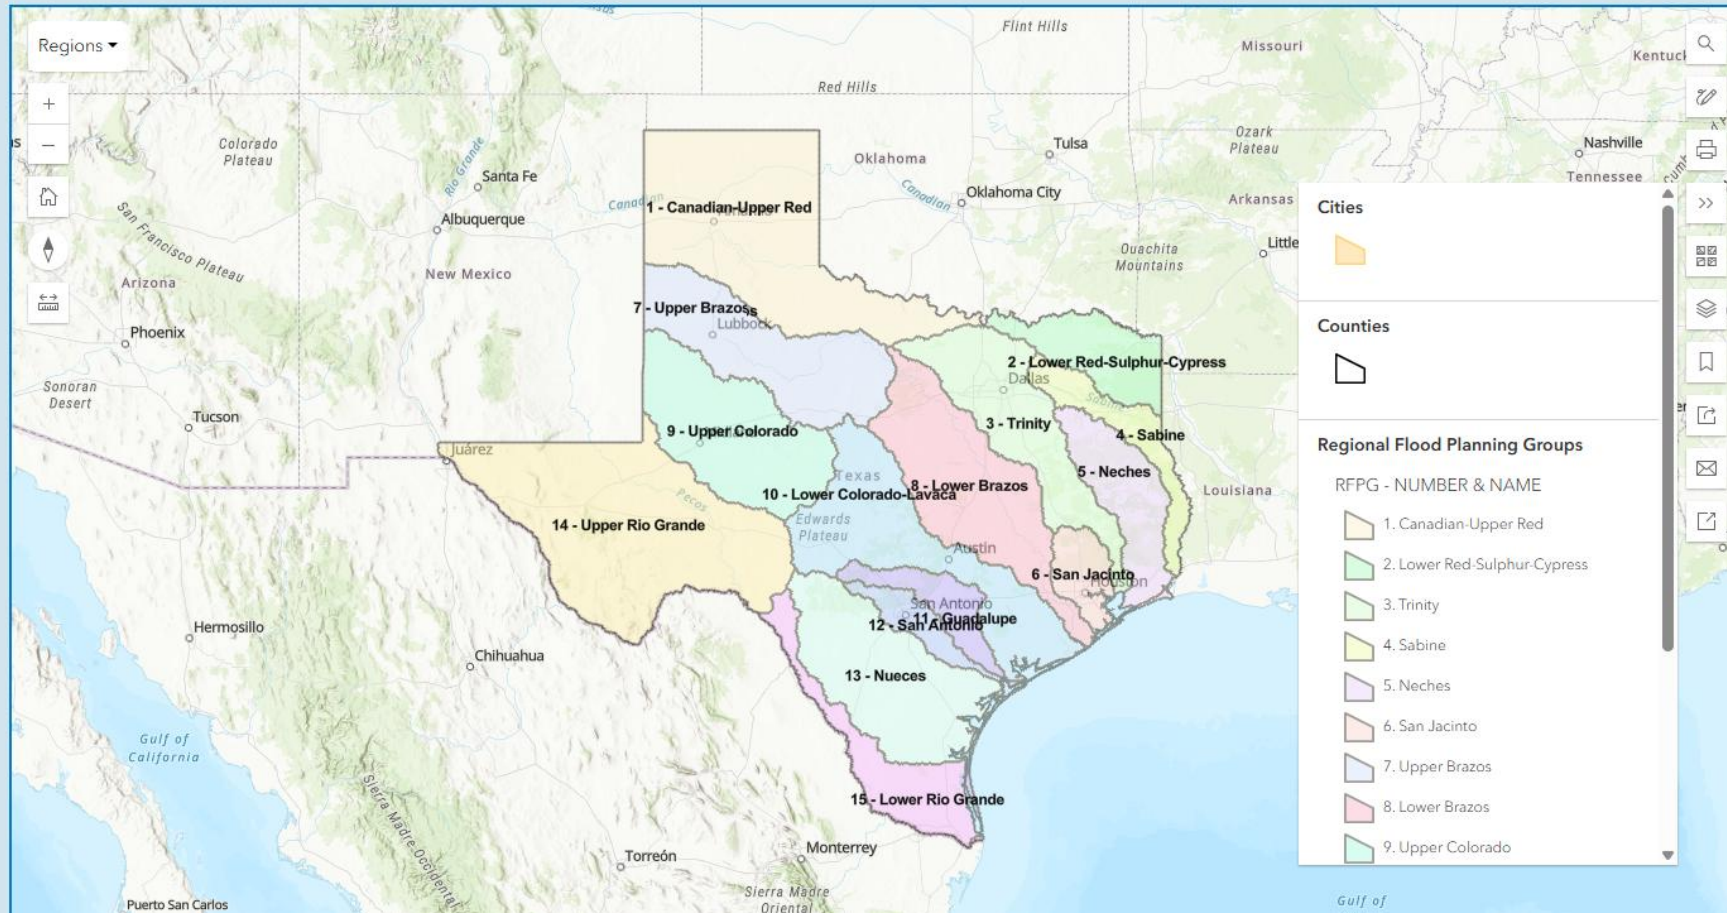 Regions
Flint Hills
Missouri
Red Hills
Colorado
Plateau
Rio Grande
Santa Fe
Oklahoma
Tulsa
Ozark
Plateau
Nashville
Tennessee
Canadian
Oklahoma City
Arkansas
San Francisco Plateau
Albuquerque
1 - Canadian-Upper Red
Arizona
New Mexico
Ouachita
Mountains
Little
Phoenix
7 - Upper Brazos
Lubbock
Sonoran
Desert
2 - Lower Red-Sulphur-Cypress
Dallas
Sabine
Tucson
9 - Upper Colorado
3 - Trinity
4 - Sabine
Juárez
Texas
5 - Neches
Pecos
10 - Lower Colorado-Lavaca
8 - Lower Brazos
Louisiana
14 - Upper Rio Grande
Edwards
Plateau
Austin
6 - San Jacinto
Houston
San Antonio
11 - Guadalupe
12 - San Antonio
Hermosillo
Chihuahua
13 - Nueces
Gulf of
California
15 - Lower Rio Grande
Sierra Madre Occidental
Torreón
Monterrey
Sierra Madre
Oriental
Puerto San Carlos
Gulf of
Cities
Counties
Regional Flood Planning Groups
RFPG - NUMBER & NAME
1. Canadian-Upper Red
2. Lower Red-Sulphur-Cypress
3. Trinity
4. Sabine
5. Neches
6. San Jacinto
7. Upper Brazos
8. Lower Brazos
9. Upper Colorado